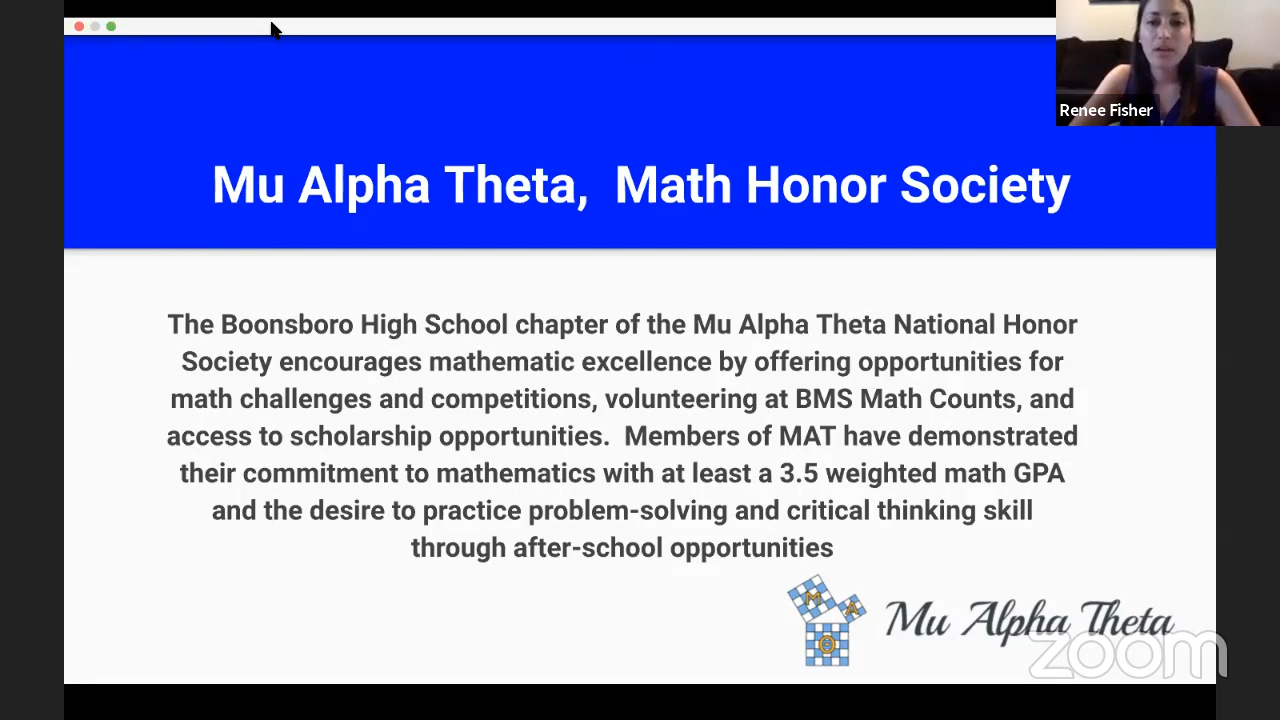 Renee Fisher
Mu Alpha Theta,  Math Honor Society
The Boonsboro High School chapter of the Mu Alpha Theta National Honor
Society encourages mathematic excellence by offering opportunities for
math challenges and competitions, volunteering at BMS Math Counts, and
access to scholarship opportunities.  Members of MAT have demonstrated
their commitment to mathematics with at least a 3.5 weighted math GPA
and the desire to practice problem-solving and critical thinking skill
through after-school opportunities
M A
Θ
Mu Alpha Theta
zoom